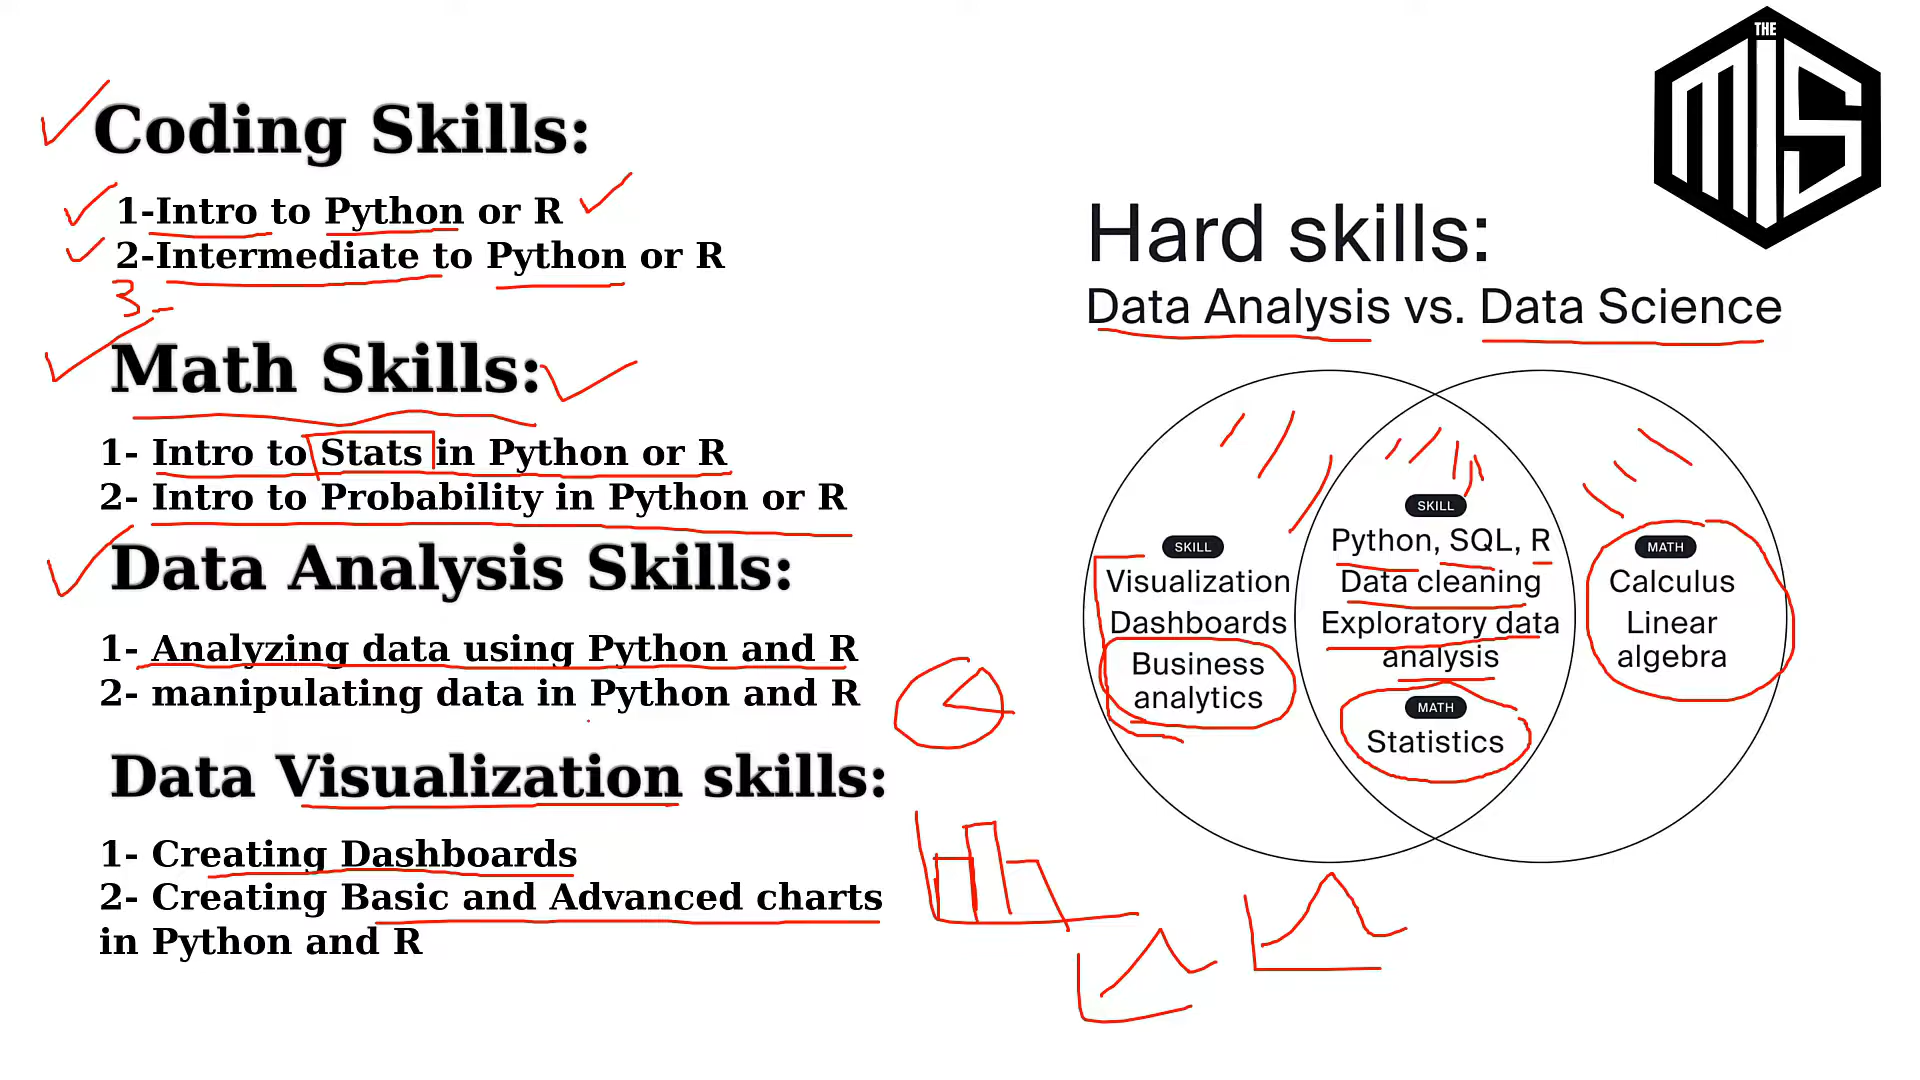 Coding Skills:
1-Intro to Python or R
2-Intermediate to Python or R
3-
Math Skills:
1- Intro to Stats in Python or R
2- Intro to Probability in Python or R
Data Analysis Skills:
1- Analyzing data using Python and R
2- manipulating data in Python and R
Data Visualization skills:
1- Creating Dashboards
2- Creating Basic and Advanced charts
in Python and R
THE
MIS
Hard skills:
Data Analysis vs. Data Science
SKILL
Visualization
Dashboards
Business
analytics
SKILL
Python, SQL, R
Data cleaning
Exploratory data
analysis
MATH
Statistics
MATH
Calculus
Linear
algebra